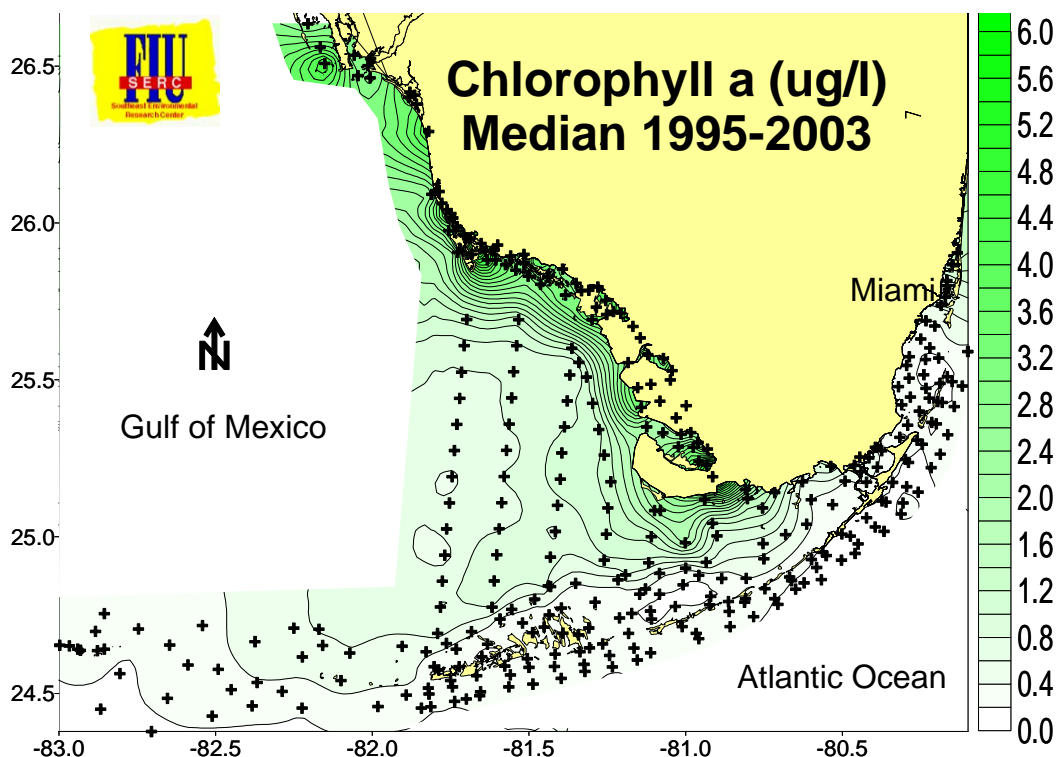 FIU
SERC
Southeast Environmental
Research Center
Chlorophyll a (ug/l)
Median 1995-2003
Miami
N
Gulf of Mexico
Atlantic Ocean
26.5
26.0
25.5
25.0
24.5
-83.0 -82.5 -82.0 -81.5 -81.0 -80.5
6.0
5.6
5.2
4.8
4.4
4.0
3.6
3.2
2.8
2.4
2.0
1.6
1.2
0.8
0.4
0.0